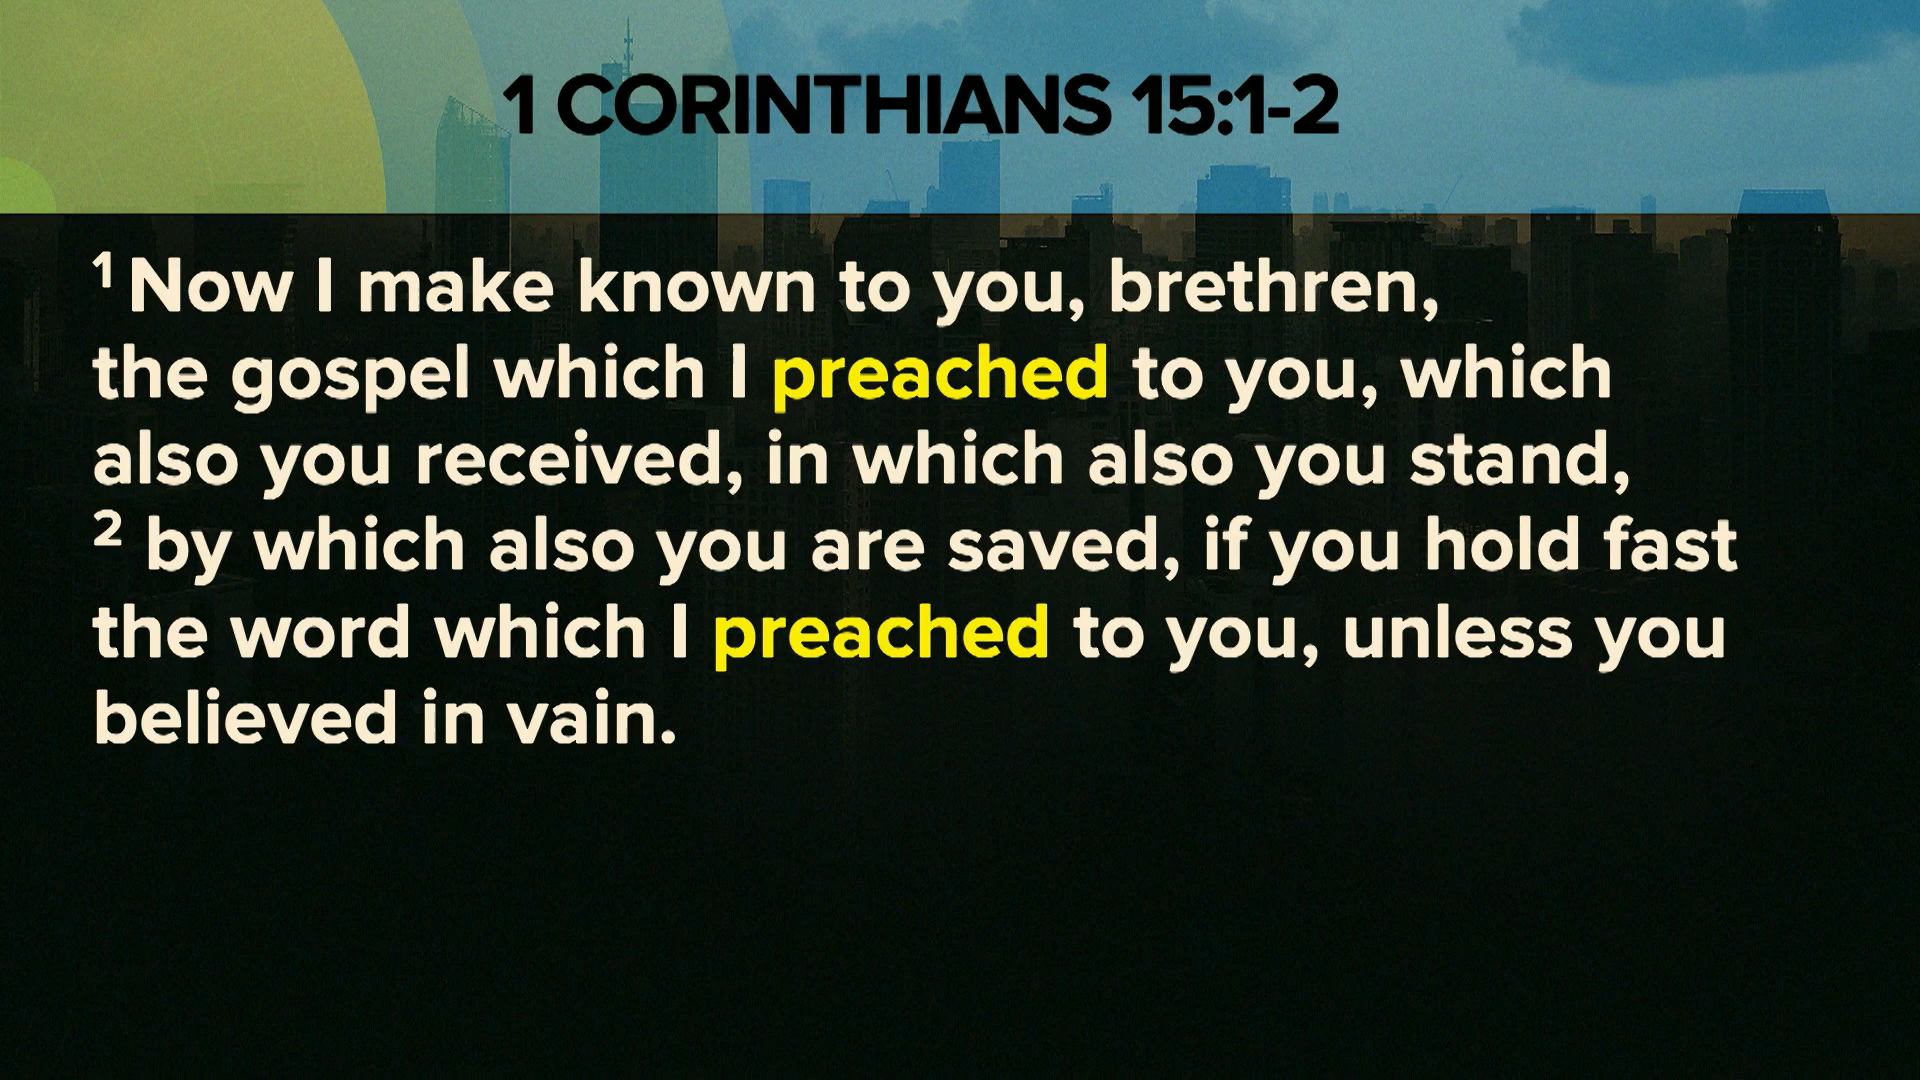 1 CORINTHIANS 15:1-2
1 Now I make known to you, brethren,
the gospel which I preached to you, which
also you received, in which also you stand,
2 by which also you are saved, if you hold fast
the word which I preached to you, unless you
believed in vain.